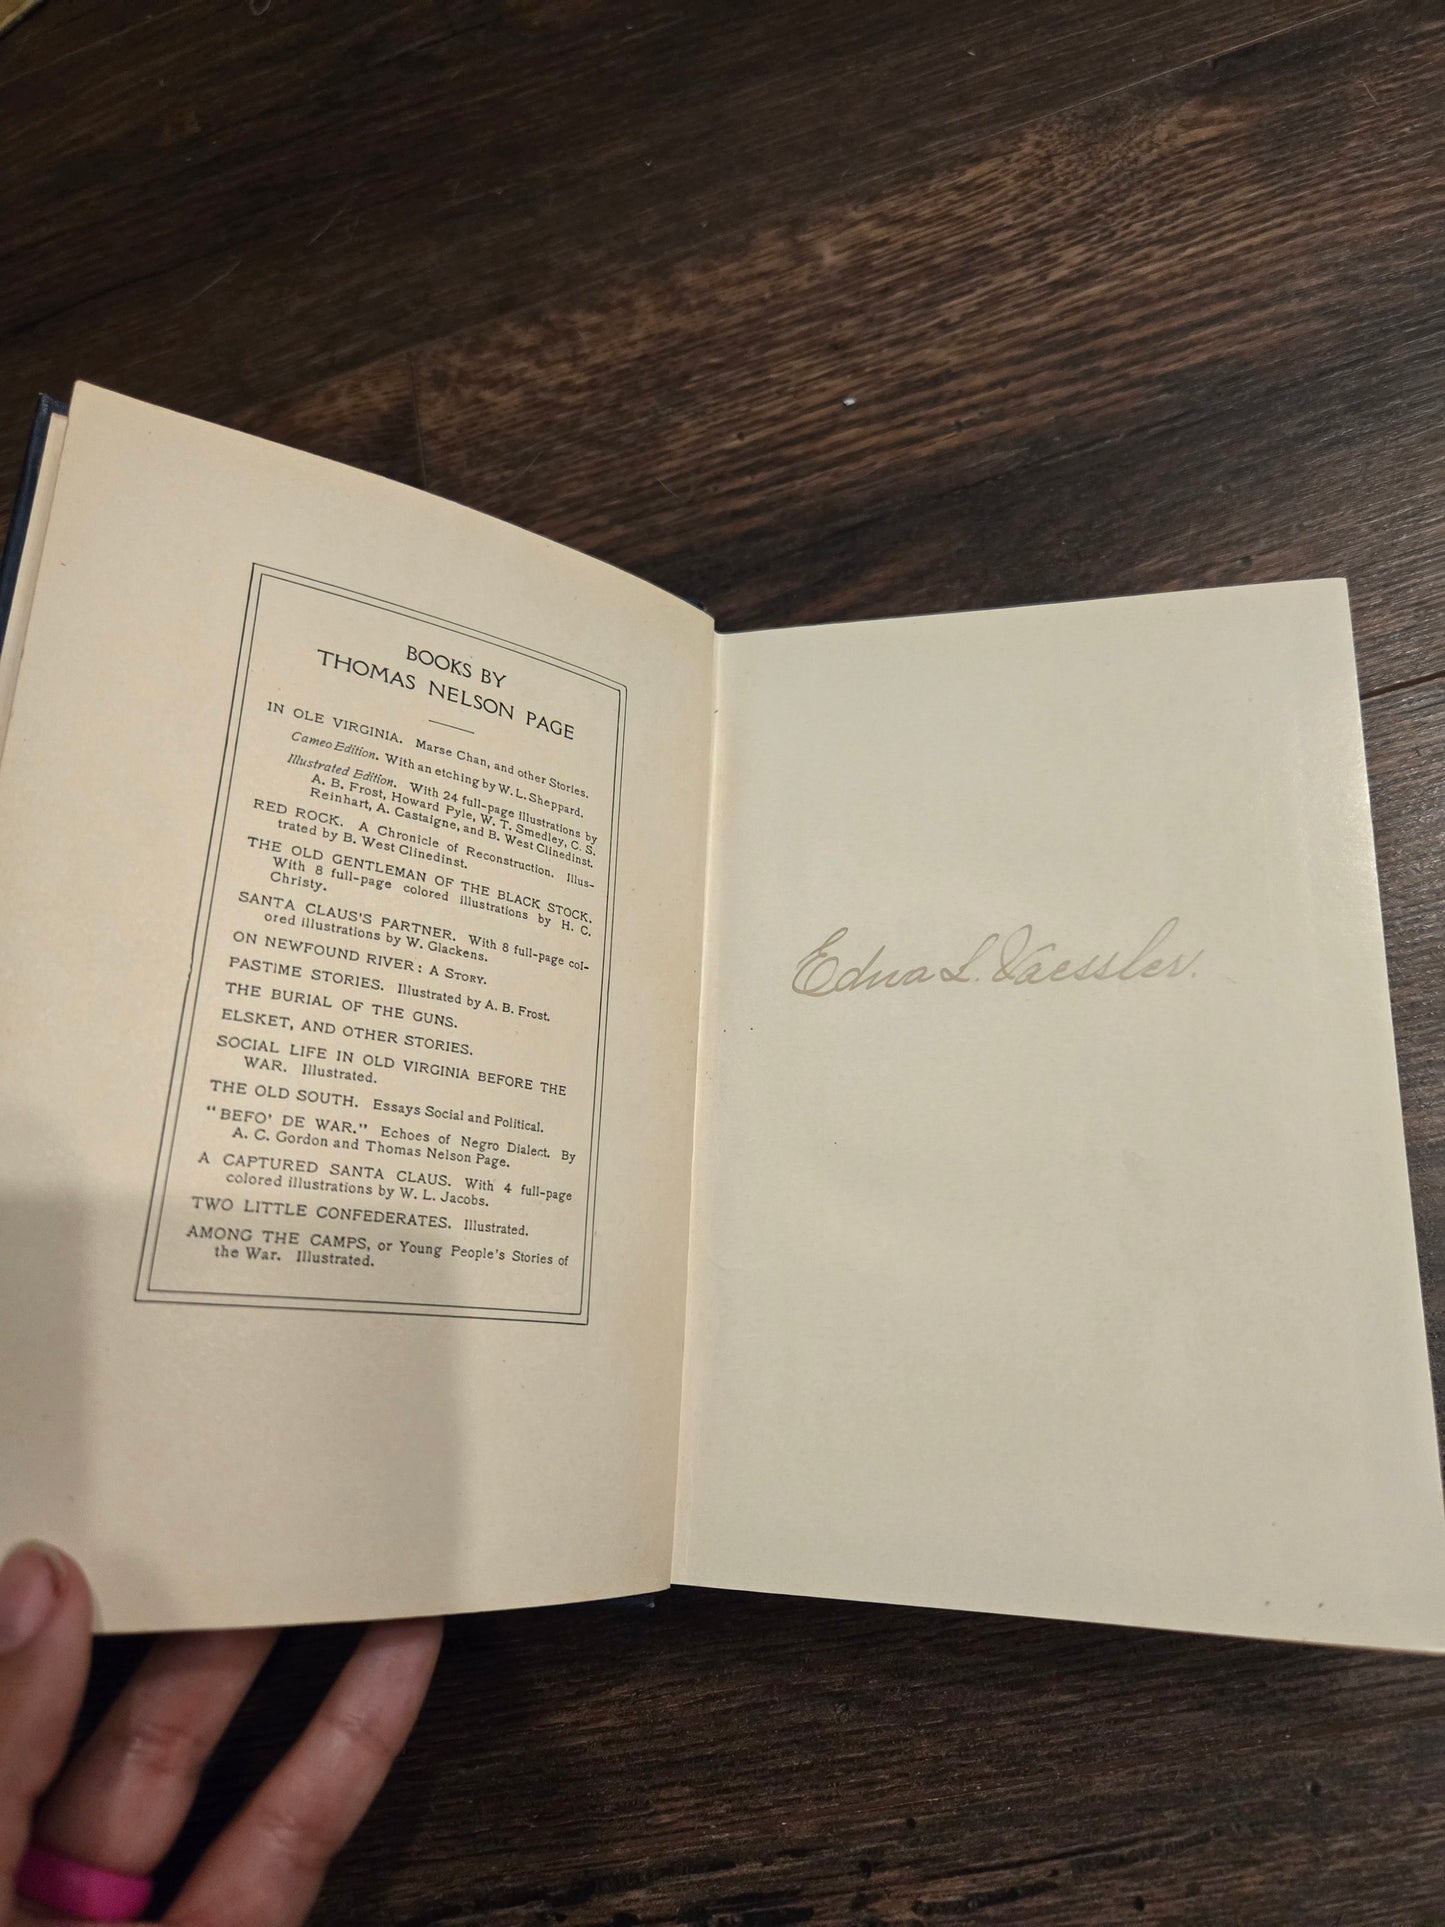 BOOKS BY
THOMAS NELSON PAGE
IN OLE VIRGINIA. Marse Chan, and other Stories.
Cameo Edition. With an etching by W. L. Sheppard.
Illustrated Edition. With 24 full-page illustrations by
A. B. Frost, Howard Pyle, W. T. Smedley, C. S.
Reinhart, A. Castaigne, and B. West Clinedinst.
RED ROCK. A Chronicle of Reconstruction. Illus-
trated by B. West Clinedinst.
THE OLD GENTLEMAN OF THE BLACK STOCK.
With 8 full-page colored illustrations by H. C.
Christy.
SANTA CLAUS'S PARTNER. With 8 full-page col-
ored illustrations by W. Glackens.
ON NEWFOUND RIVER: A STORY.
PASTIME STORIES. Illustrated by A. B. Frost.
THE BURIAL OF THE GUNS.
ELSKET, AND OTHER STORIES.
SOCIAL LIFE IN OLD VIRGINIA BEFORE THE
WAR. Illustrated.
THE OLD SOUTH. Essays Social and Political.
"BEFO' DE WAR." Echoes of Negro Dialect. By
A. C. Gordon and Thomas Nelson Page.
A CAPTURED SANTA CLAUS. With 4 full-page
colored illustrations by W. L. Jacobs.
TWO LITTLE CONFEDERATES. Illustrated.
AMONG THE CAMPS, or Young People's Stories of
the War. Illustrated.
Edna L. Vaessler.